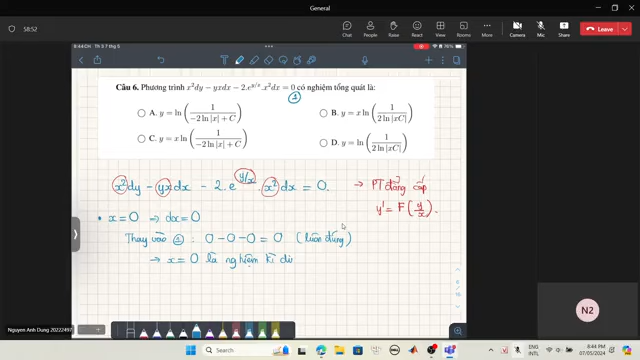 General
58:52
Chat
People
Raise
React
View
More
Camera
Mic
Share
Leave
Câu 6. Phương trình x²dy − yxdx − 2.e^{y/x}.x²dx = 0 có nghiệm tổng quát là:
①
A. y = ln(1/(−2 ln|x| + C))
B. y = x ln(1/(2 ln|xC|))
C. y = x ln(1/(−2 ln|x| + C))
D. y = ln(1/(2 ln|xC|))
x²dy − yxdx − 2.e^{y/x}.x²dx = 0.
→ PT đẳng cấp
y' = F(y/x).
• x = 0 → dx = 0
Thay vào ①: 0 − 0 − 0 = 0 (luôn đúng)
→ x = 0 là nghiệm kì dị
N2
Nguyen Anh Dung 20222497
ENG
INTL
8:44 PM
07/05/2024